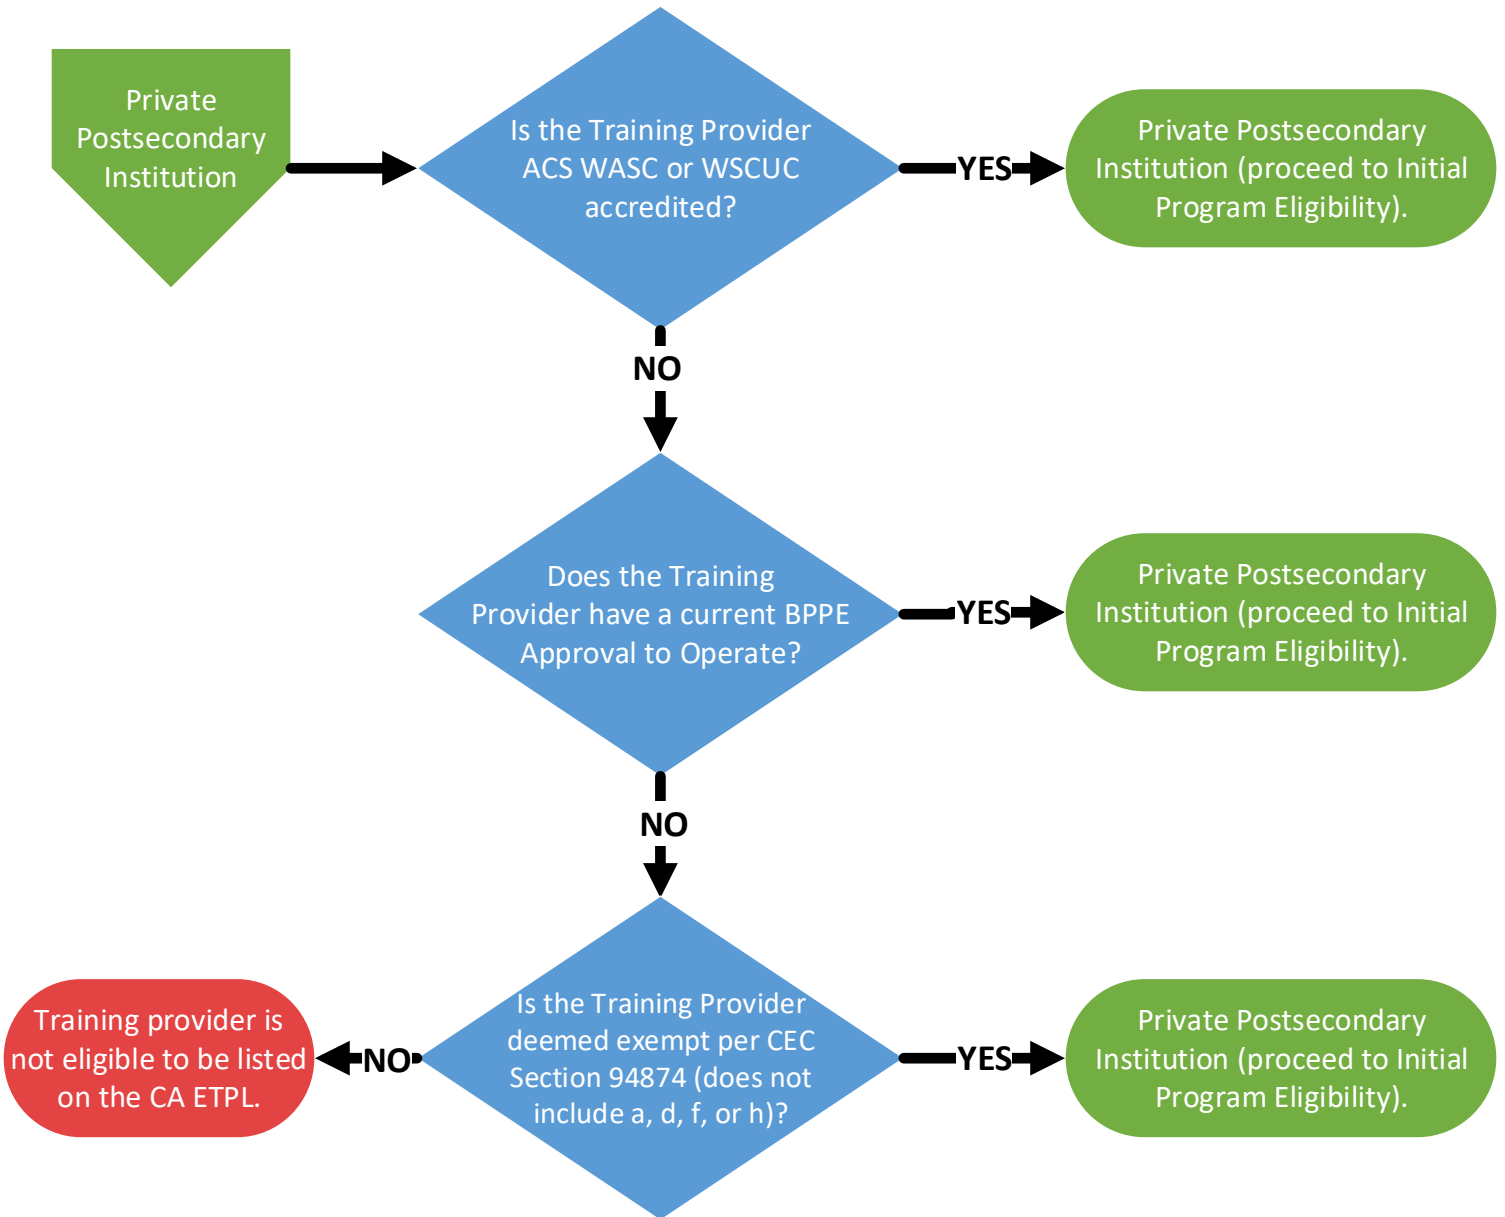 Private
Postsecondary
Institution
Is the Training Provider
ACS WASC or WSCUC
accredited?
YES
Private Postsecondary
Institution (proceed to Initial
Program Eligibility).
NO
Does the Training
Provider have a current BPPE
Approval to Operate?
YES
Private Postsecondary
Institution (proceed to Initial
Program Eligibility).
NO
Is the Training Provider
deemed exempt per CEC
Section 94874 (does not
include a, d, f, or h)?
NO
Training provider is
not eligible to be listed
on the CA ETPL.
YES
Private Postsecondary
Institution (proceed to Initial
Program Eligibility).